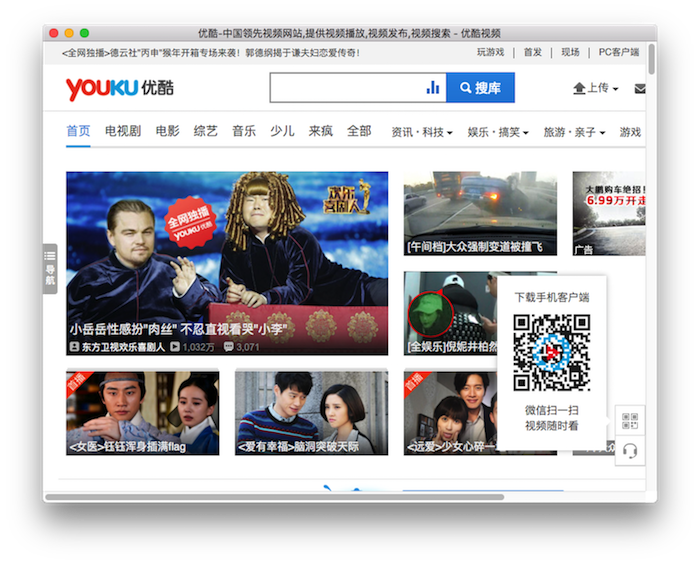 优酷-中国领先视频网站,提供视频播放,视频发布,视频搜索 - 优酷视频
<全网独播>德云社"丙申"猴年开箱专场来袭！郭德纲揭于谦夫妇恋爱传奇！
玩游戏 | 首发 | 现场 | PC客户端
YOUKU 优酷
搜库
上传
首页 电视剧 电影 综艺 音乐 少儿 来疯 全部 资讯·科技 娱乐·搞笑 旅游·亲子 游戏
导航
全网独播
YOUKU 优酷
欢乐喜剧人
小岳岳性感扮"肉丝" 不忍直视看哭"小李"
东方卫视欢乐喜剧人 1,032万 3,071
[午间档]大众强制变道被撞飞
大鹏购车绝招!
6.99万开走
广告
[全娱乐]倪妮井柏然
下载手机客户端
微信扫一扫
视频随时看
首播
<女医>钰钰浑身插满flag
<爱有幸福>脑洞突破天际
首播
<远爱>少女心碎一